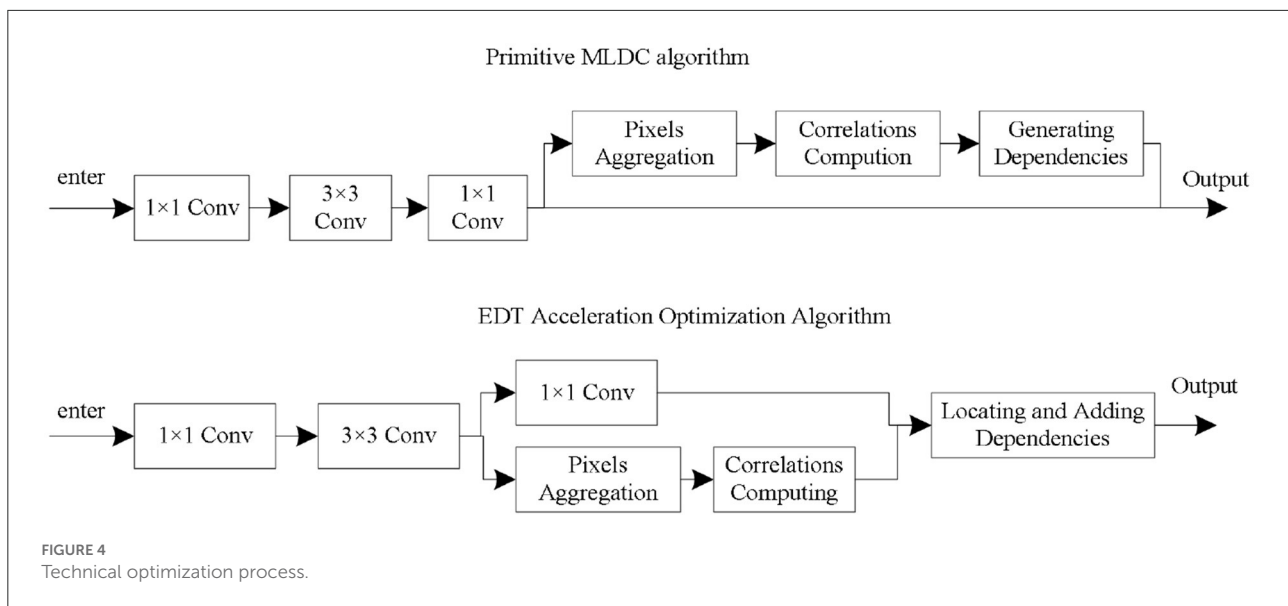 Primitive MLDC algorithm
Pixels
Aggregation
Correlations
Compution
Generating
Dependencies
enter
1×1 Conv
3×3
Conv
1×1
Conv
Output
EDT Acceleration Optimization Algorithm
enter
1×1 Conv
3×3 Conv
1×1 Conv
Pixels
Aggregation
Correlations
Computing
Locating and Adding
Dependencies
Output
FIGURE 4
Technical optimization process.